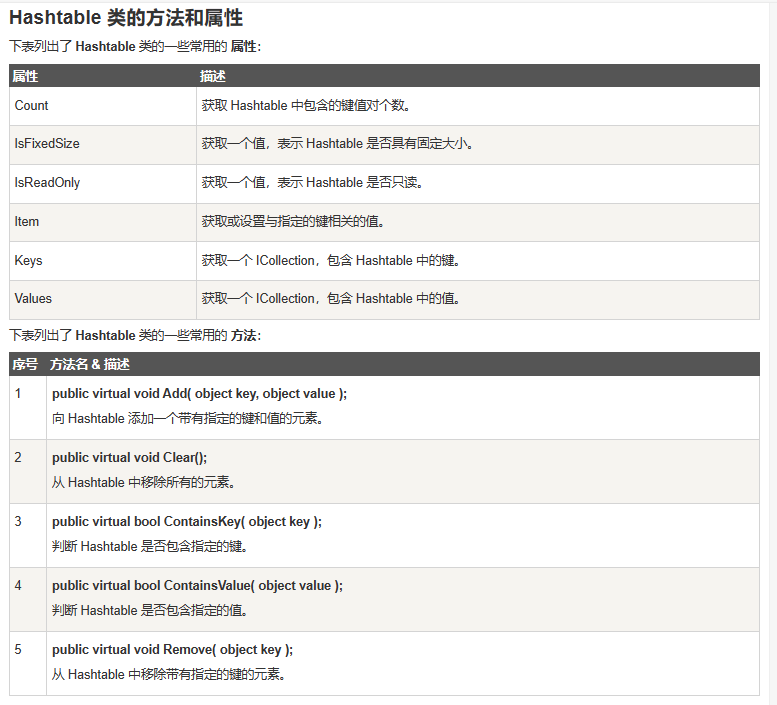 Hashtable 类的方法和属性
下表列出了 Hashtable 类的一些常用的 属性：
属性 描述
Count 获取 Hashtable 中包含的键值对个数。
IsFixedSize 获取一个值，表示 Hashtable 是否具有固定大小。
IsReadOnly 获取一个值，表示 Hashtable 是否只读。
Item 获取或设置与指定的键相关的值。
Keys 获取一个 ICollection，包含 Hashtable 中的键。
Values 获取一个 ICollection，包含 Hashtable 中的值。
下表列出了 Hashtable 类的一些常用的 方法：
序号 方法名 & 描述
1 public virtual void Add( object key, object value );
向 Hashtable 添加一个带有指定的键和值的元素。
2 public virtual void Clear();
从 Hashtable 中移除所有的元素。
3 public virtual bool ContainsKey( object key );
判断 Hashtable 是否包含指定的键。
4 public virtual bool ContainsValue( object value );
判断 Hashtable 是否包含指定的值。
5 public virtual void Remove( object key );
从 Hashtable 中移除带有指定的键的元素。